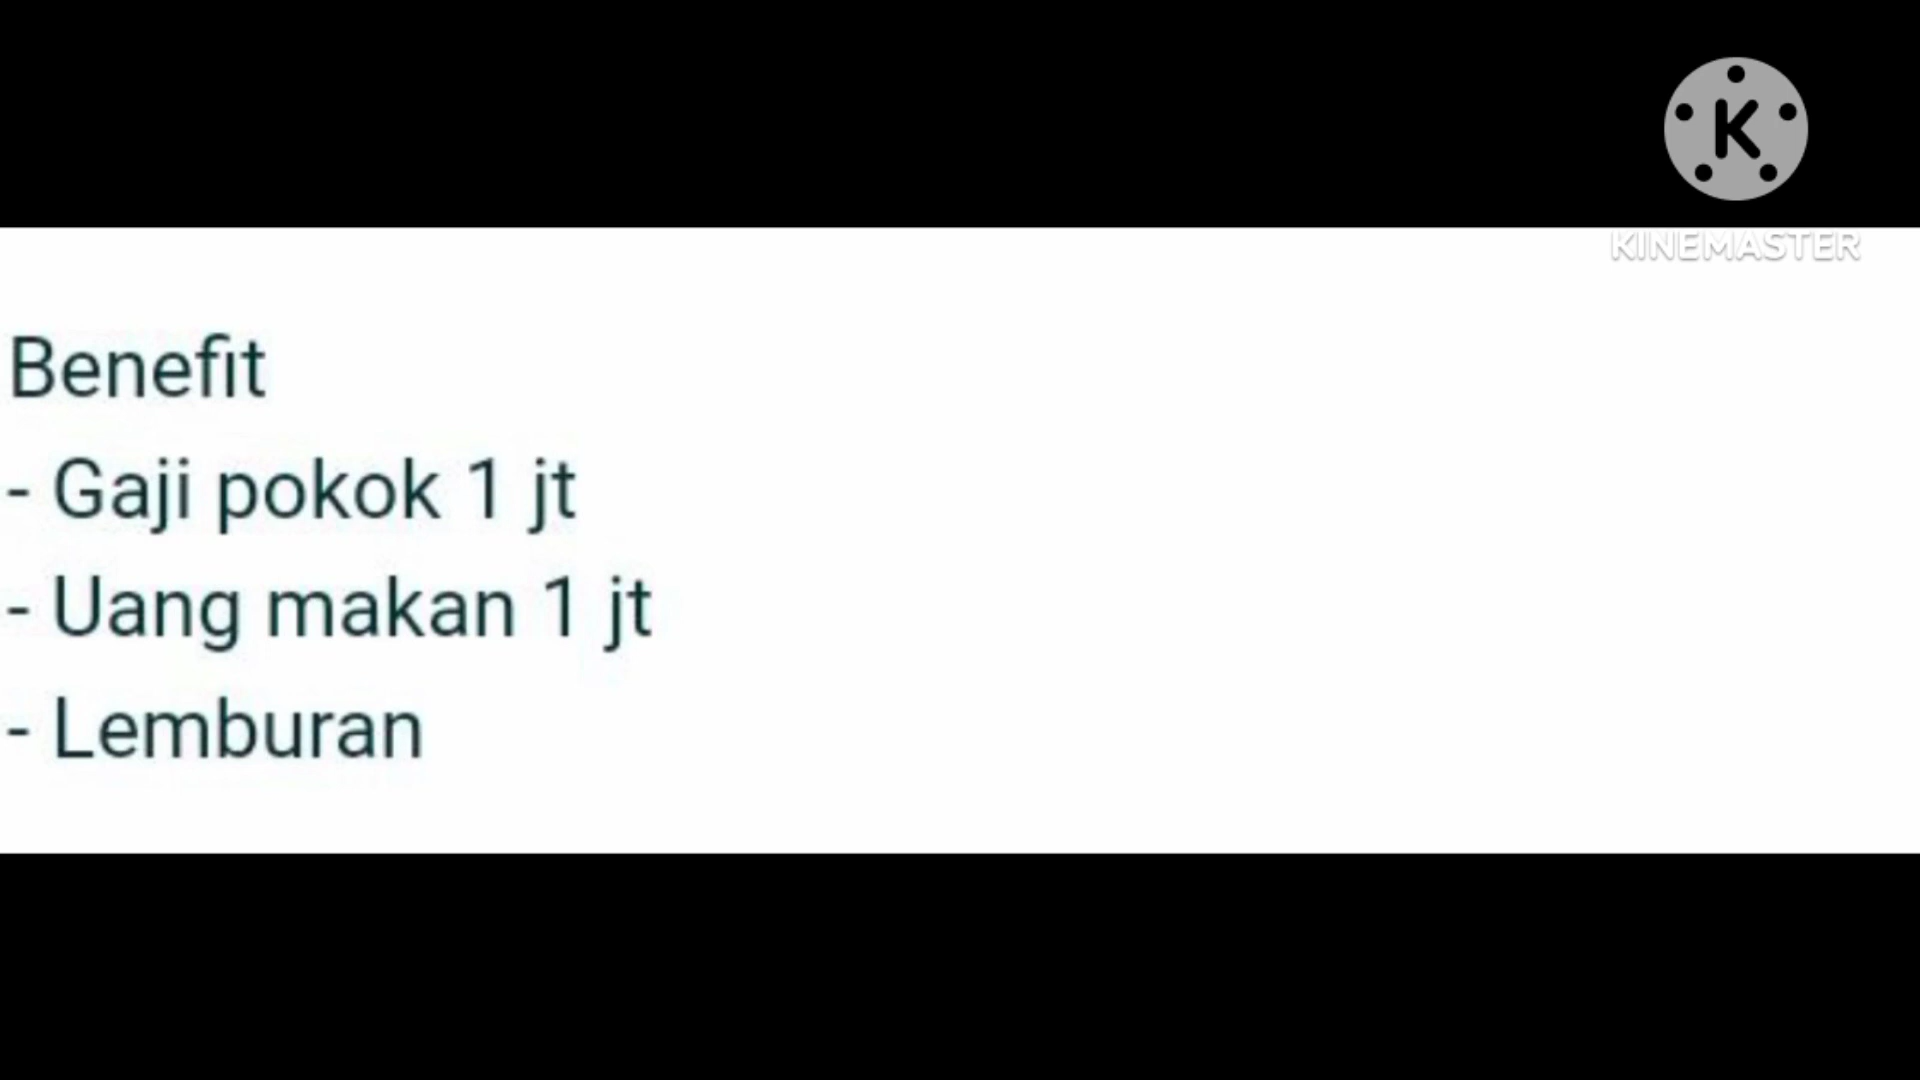 K
KINEMASTER
Benefit
- Gaji pokok 1 jt
- Uang makan 1 jt
- Lemburan